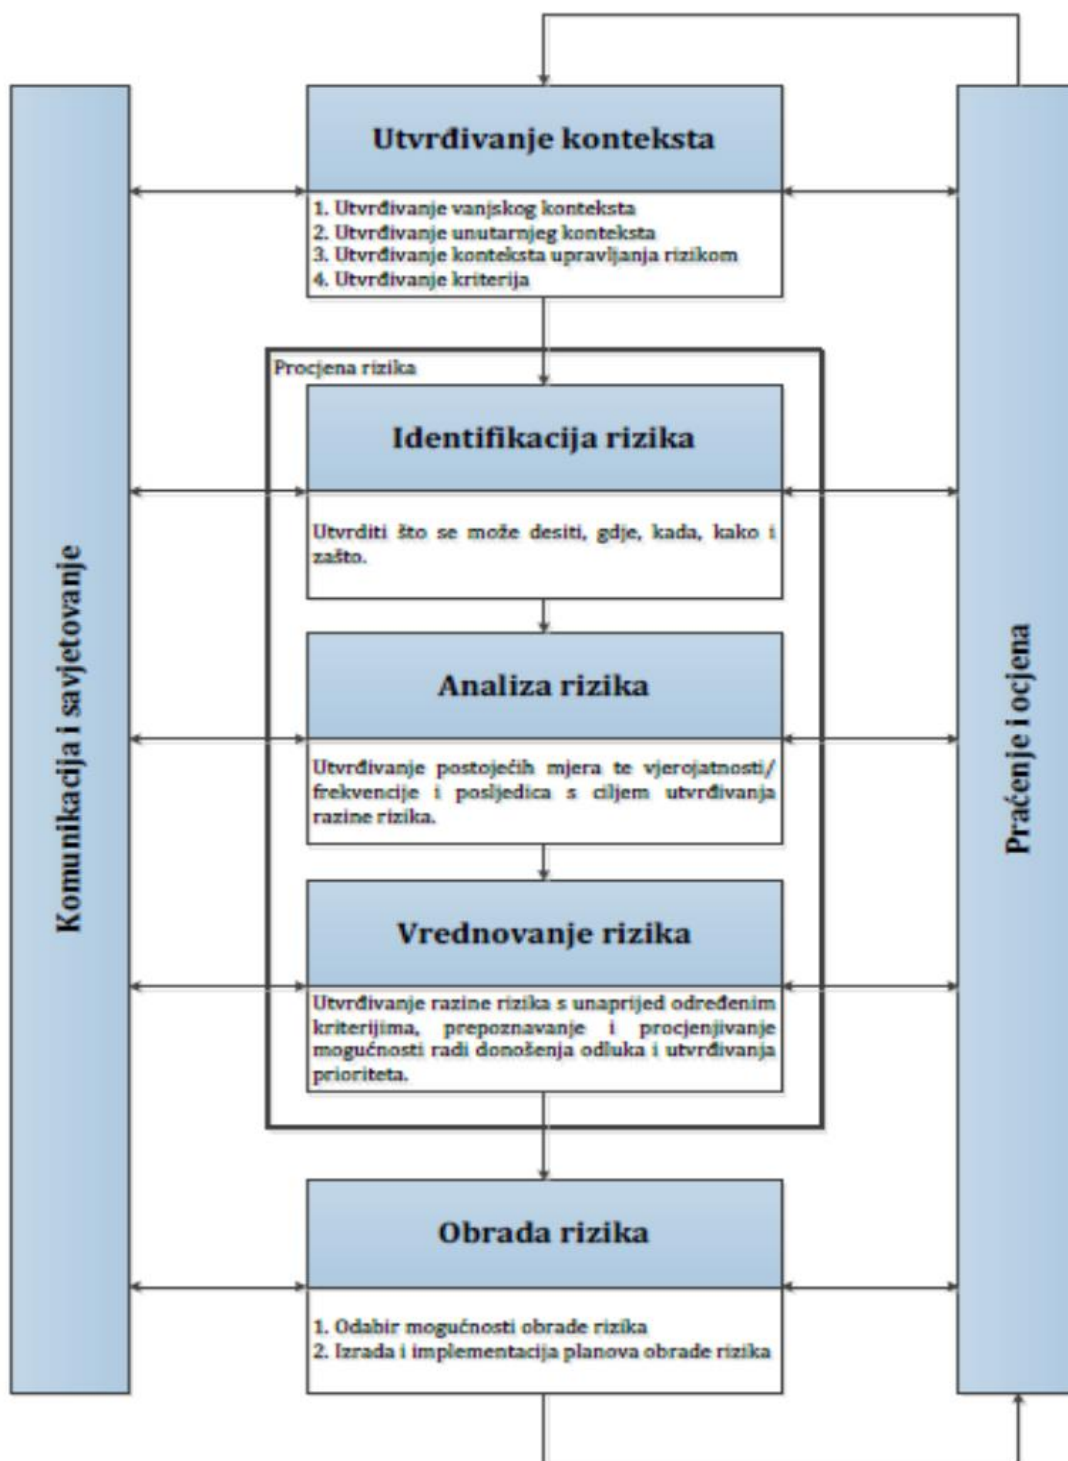 Utvrđivanje konteksta
1. Utvrđivanje vanjskog konteksta
2. Utvrđivanje unutarnjeg konteksta
3. Utvrđivanje konteksta upravljanja rizikom
4. Utvrđivanje kriterija
Procjena rizika
Identifikacija rizika
Utvrditi što se može desiti, gdje, kada, kako i
zašto.
Analiza rizika
Utvrđivanje postojećih mjera te vjerojatnosti/
frekvencije i posljedica s ciljem utvrđivanja
razine rizika.
Vrednovanje rizika
Utvrđivanje razine rizika s unaprijed određenim
kriterijima, prepoznavanje i procjenjivanje
mogućnosti radi donošenja odluka i utvrđivanja
prioriteta.
Obrada rizika
1. Odabir mogućnosti obrade rizika
2. Izrada i implementacija planova obrade rizika
Komunikacija i savjetovanje
Praćenje i ocjena